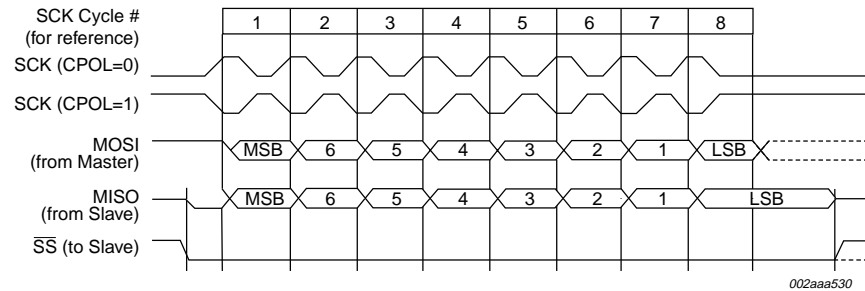 SCK Cycle # 1 2 3 4 5 6 7 8
(for reference)
SCK (CPOL=0)
SCK (CPOL=1)
MOSI MSB 6 5 4 3 2 1 LSB
(from Master)
MISO MSB 6 5 4 3 2 1 LSB
(from Slave)
SS (to Slave)
002aaa530